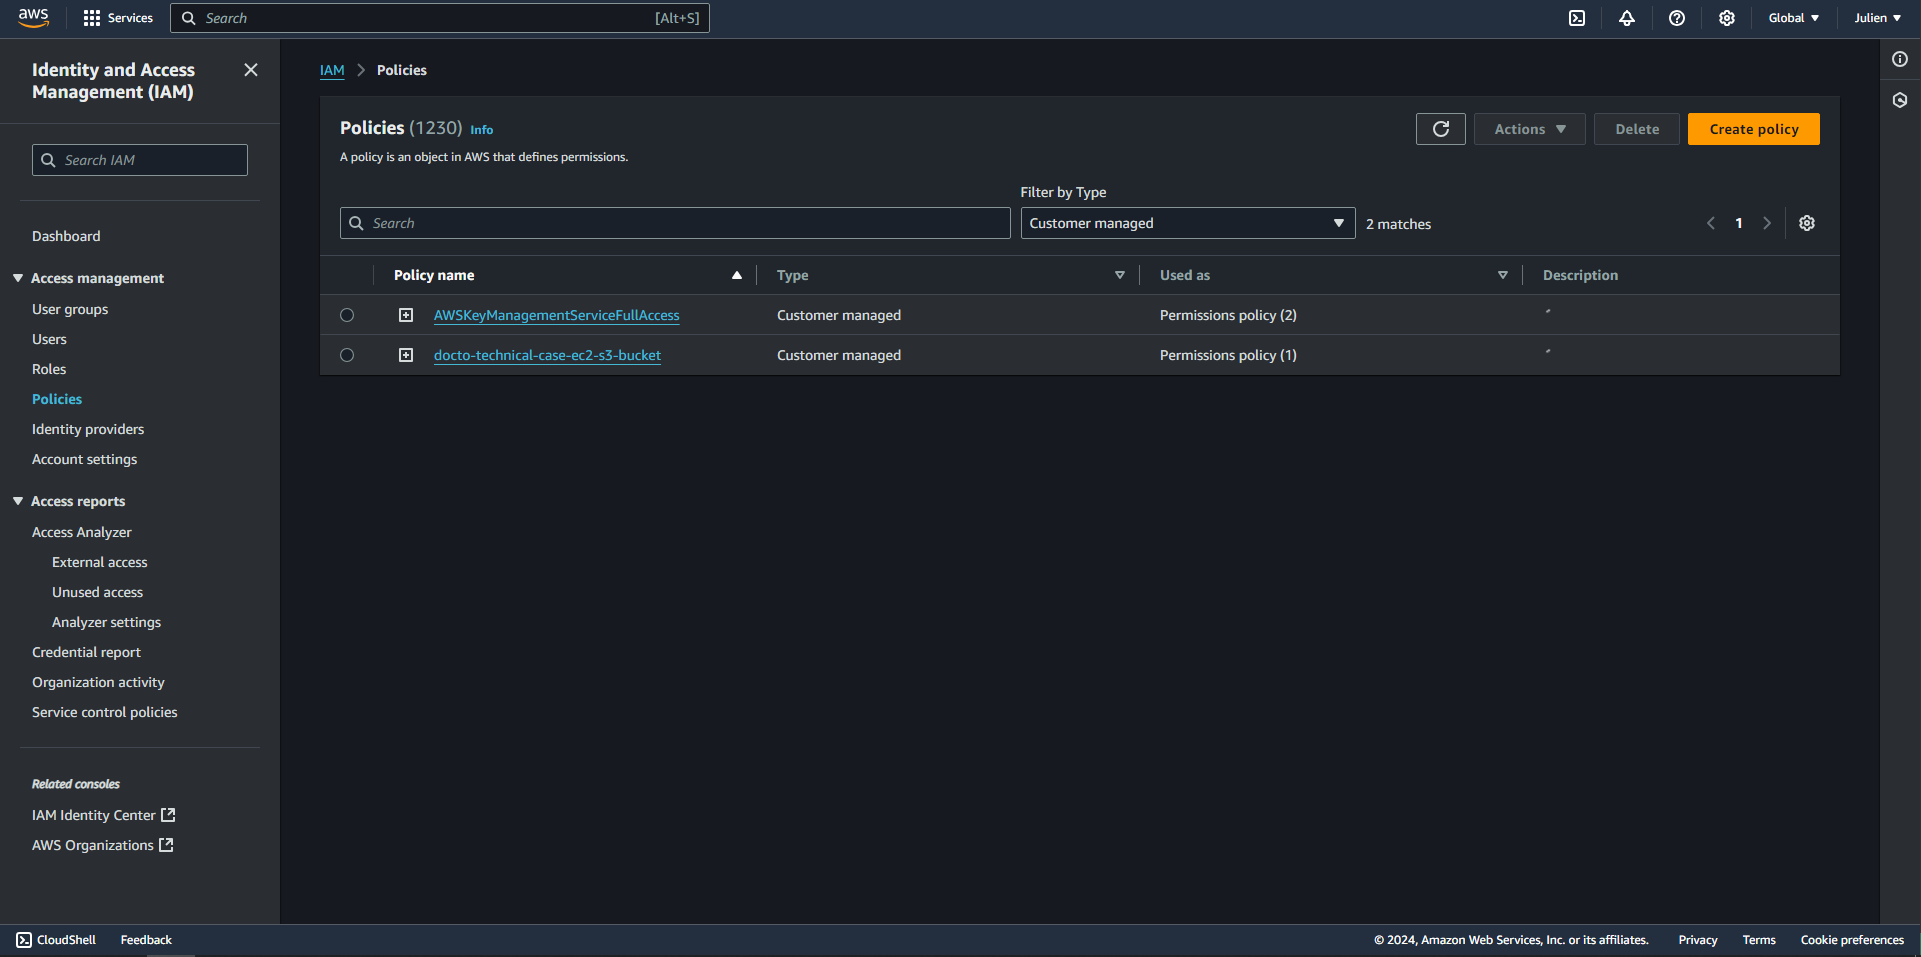 aws
Services
Search [Alt+S]
Global
Julien
Identity and Access
Management (IAM)
Search IAM
Dashboard
Access management
User groups
Users
Roles
Policies
Identity providers
Account settings
Access reports
Access Analyzer
External access
Unused access
Analyzer settings
Credential report
Organization activity
Service control policies
Related consoles
IAM Identity Center
AWS Organizations
IAM > Policies
Policies (1230) Info
A policy is an object in AWS that defines permissions.
Actions
Delete
Create policy
Filter by Type
Search
Customer managed
2 matches
1
Policy name Type Used as Description
AWSKeyManagementServiceFullAccess Customer managed Permissions policy (2) -
docto-technical-case-ec2-s3-bucket Customer managed Permissions policy (1) -
CloudShell
Feedback
© 2024, Amazon Web Services, Inc. or its affiliates.
Privacy
Terms
Cookie preferences